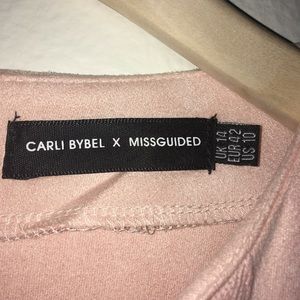 CARLI BYBEL X MISSGUIDED
UK 14
EUR 42
US 10